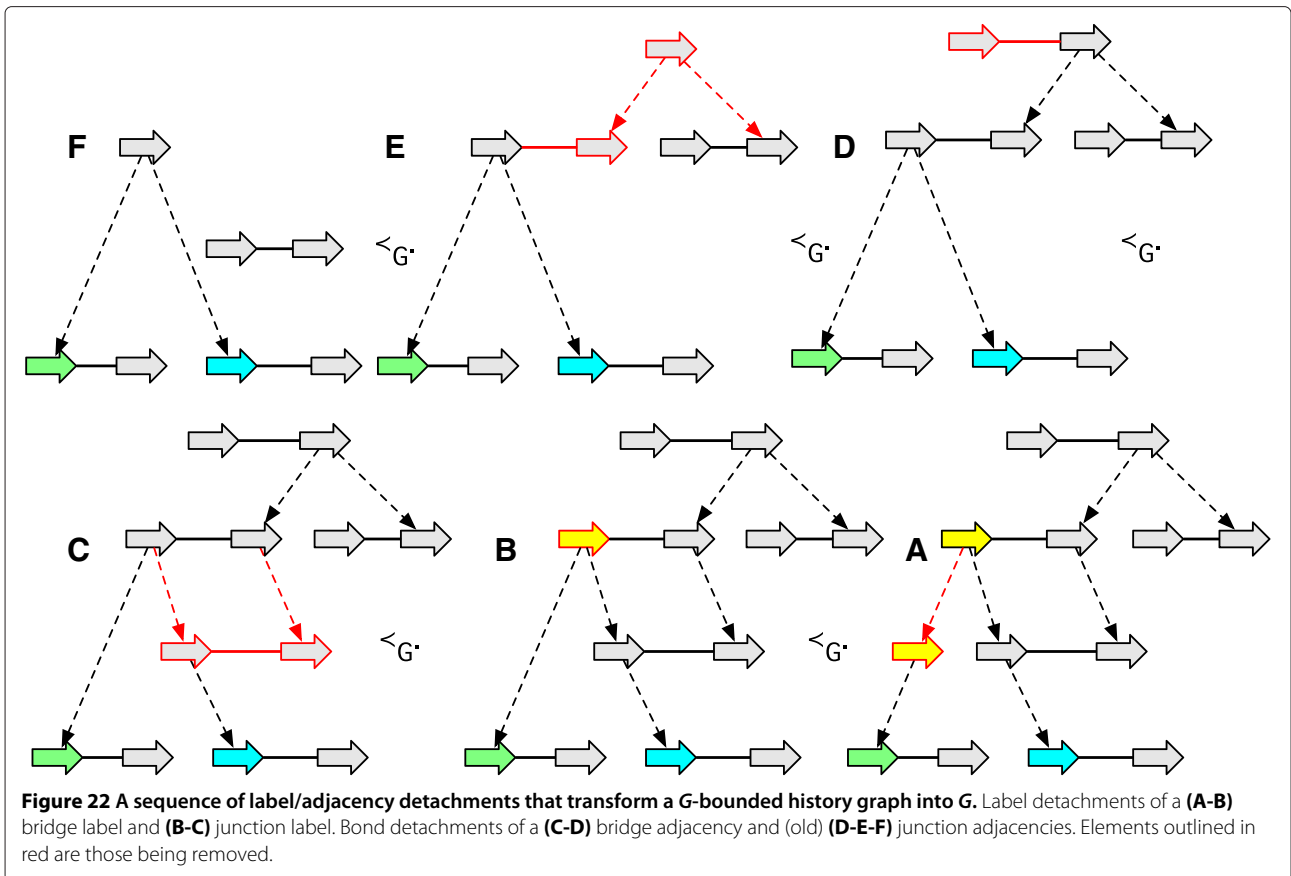 F
E
D
≺G▪
≺G▪
≺G▪
C
B
A
≺G▪
≺G▪
Figure 22 A sequence of label/adjacency detachments that transform a G-bounded history graph into G. Label detachments of a (A-B)
bridge label and (B-C) junction label. Bond detachments of a (C-D) bridge adjacency and (old) (D-E-F) junction adjacencies. Elements outlined in
red are those being removed.